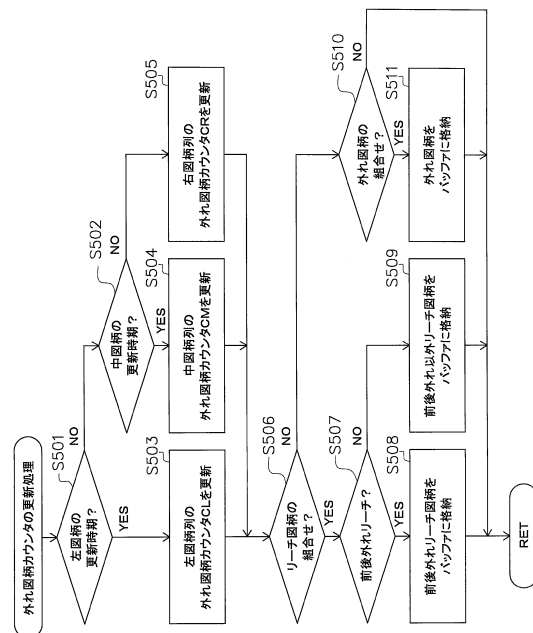 外れ図柄カウンタの更新処理
S501
左図柄の
更新時期?
NO
YES
S502
中図柄の
更新時期?
NO
YES
S503
左図柄列の
外れ図柄カウンタCLを更新
S504
中図柄列の
外れ図柄カウンタCMを更新
S505
右図柄列の
外れ図柄カウンタCRを更新
S506
リーチ図柄の
組合せ?
NO
YES
S507
前後外れリーチ?
NO
YES
S508
前後外れリーチ図柄を
バッファに格納
S509
前後外れ以外リーチ図柄を
バッファに格納
S510
外れ図柄の
組合せ?
NO
YES
S511
外れ図柄を
バッファに格納
RET